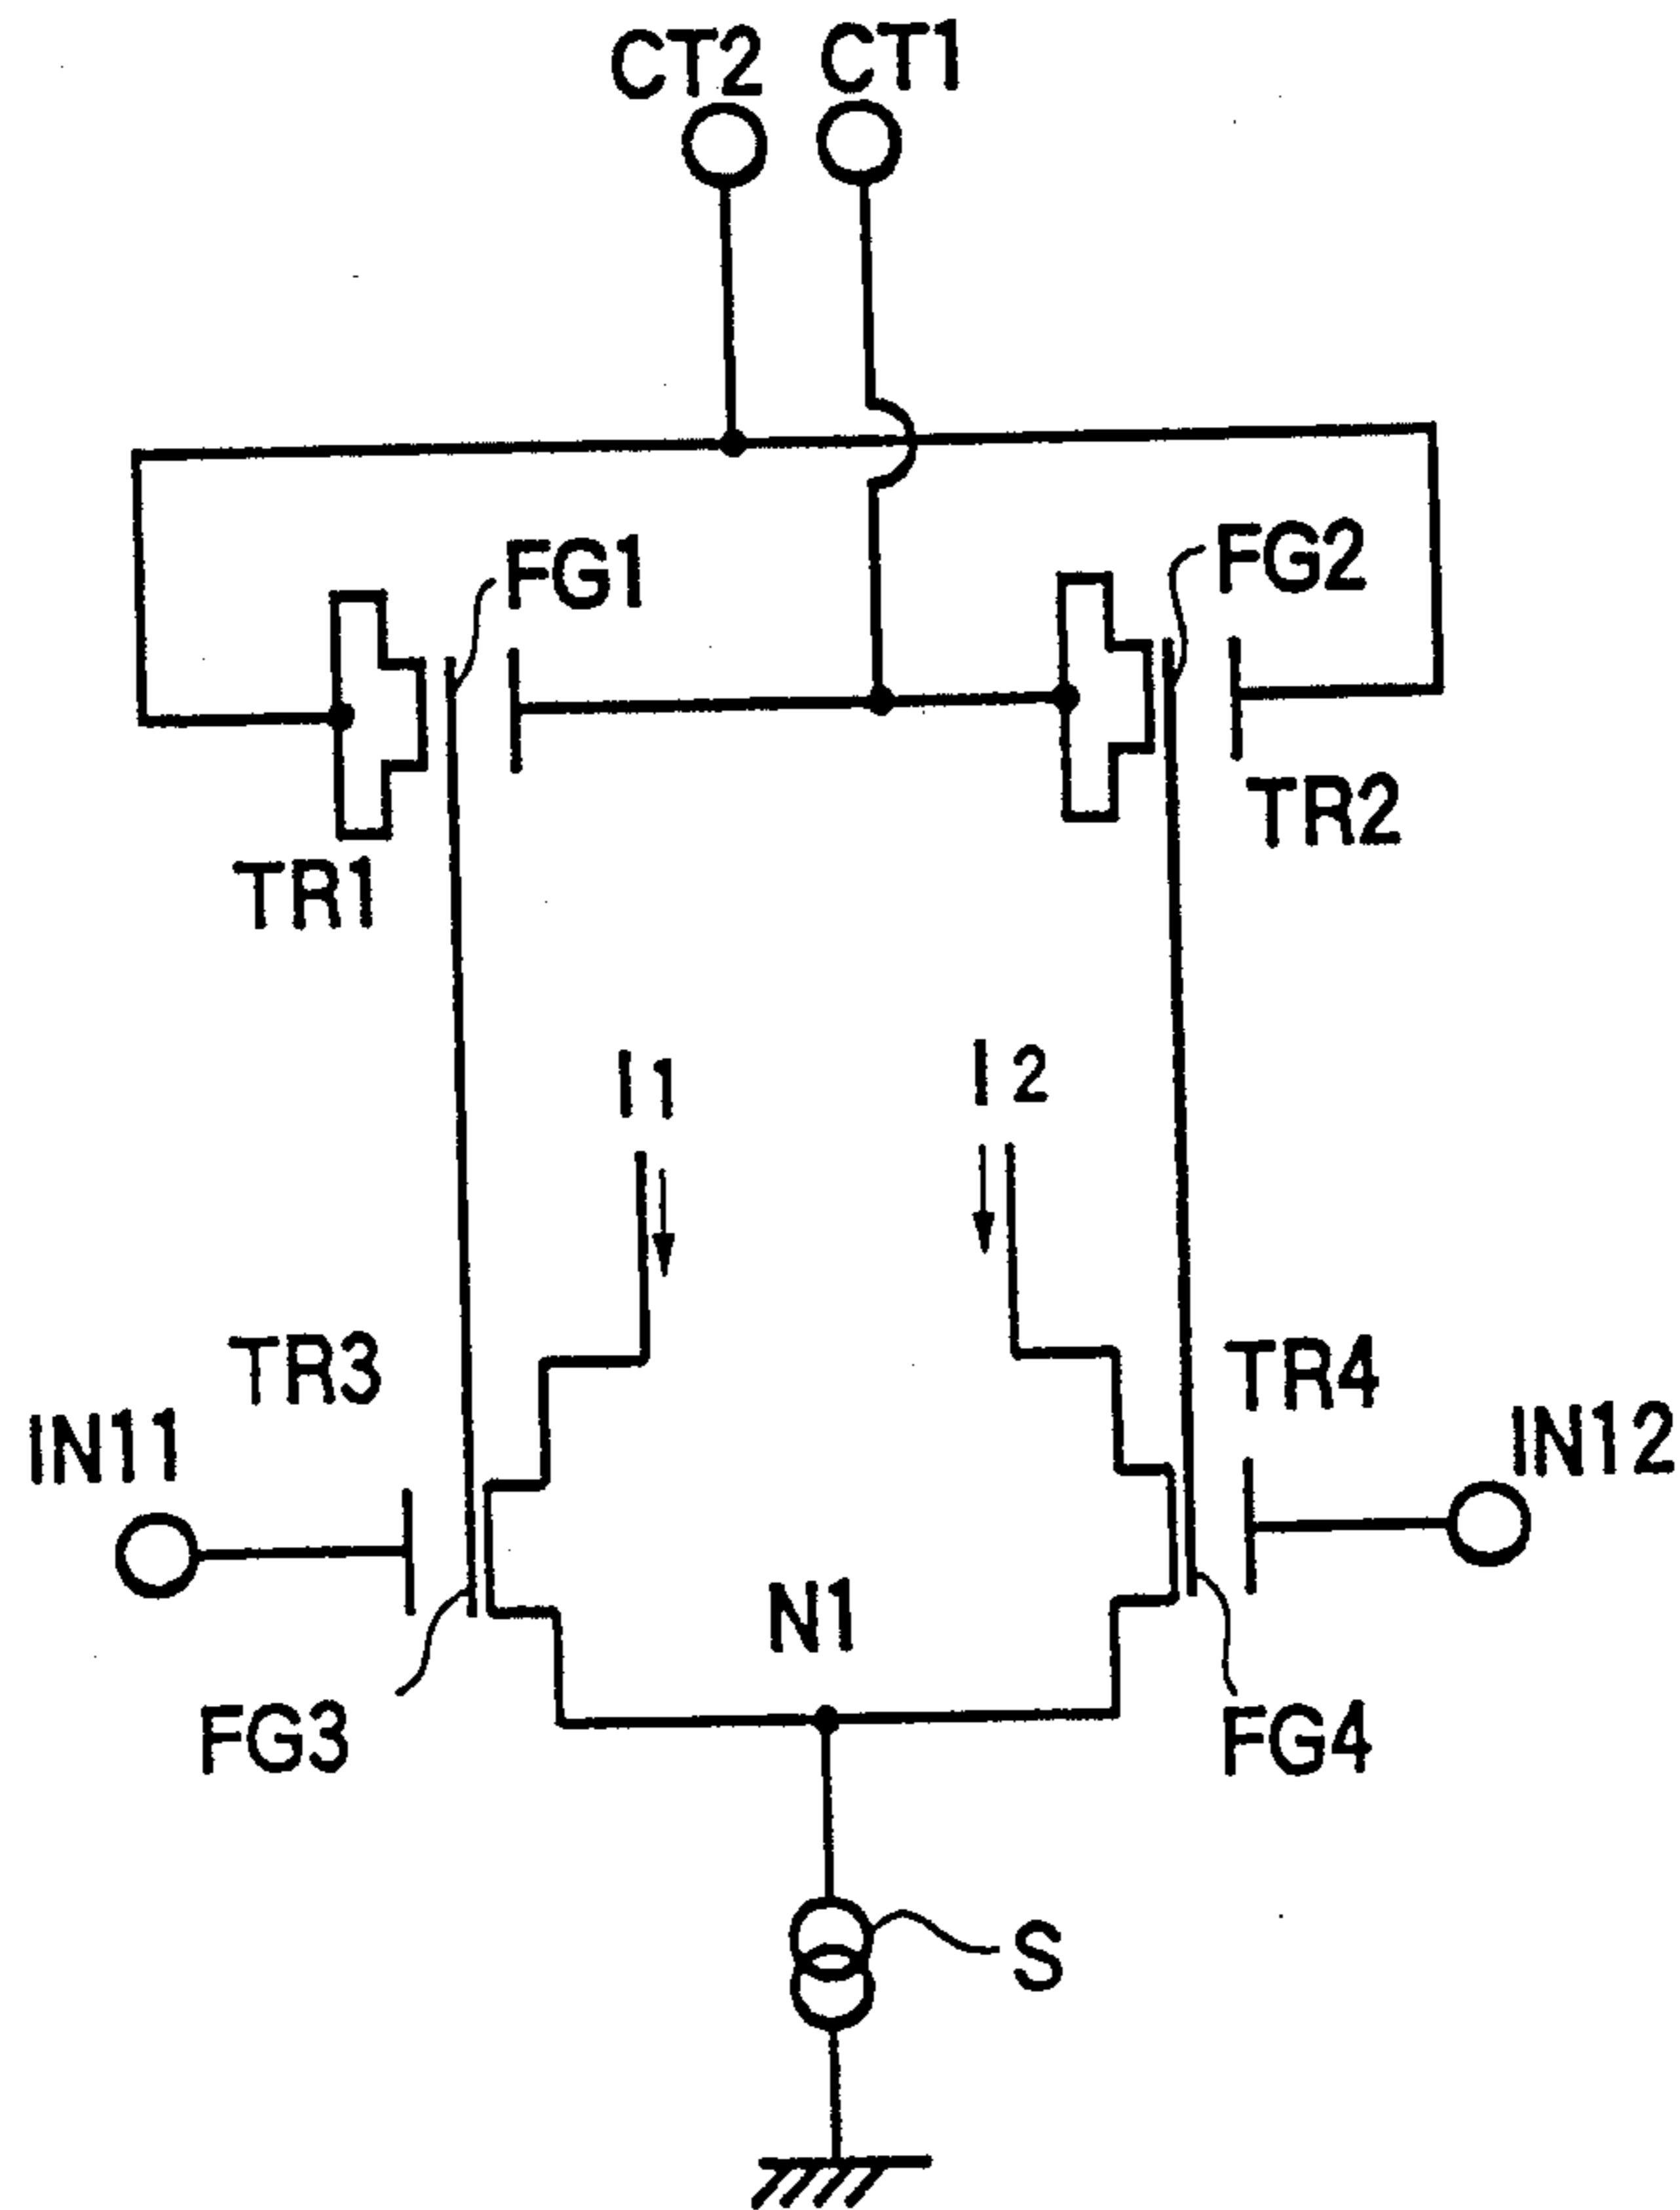 CT2 CT1
FG1
FG2
TR1
TR2
I1
I2
TR3
TR4
IN11
IN12
N1
FG3
FG4
S